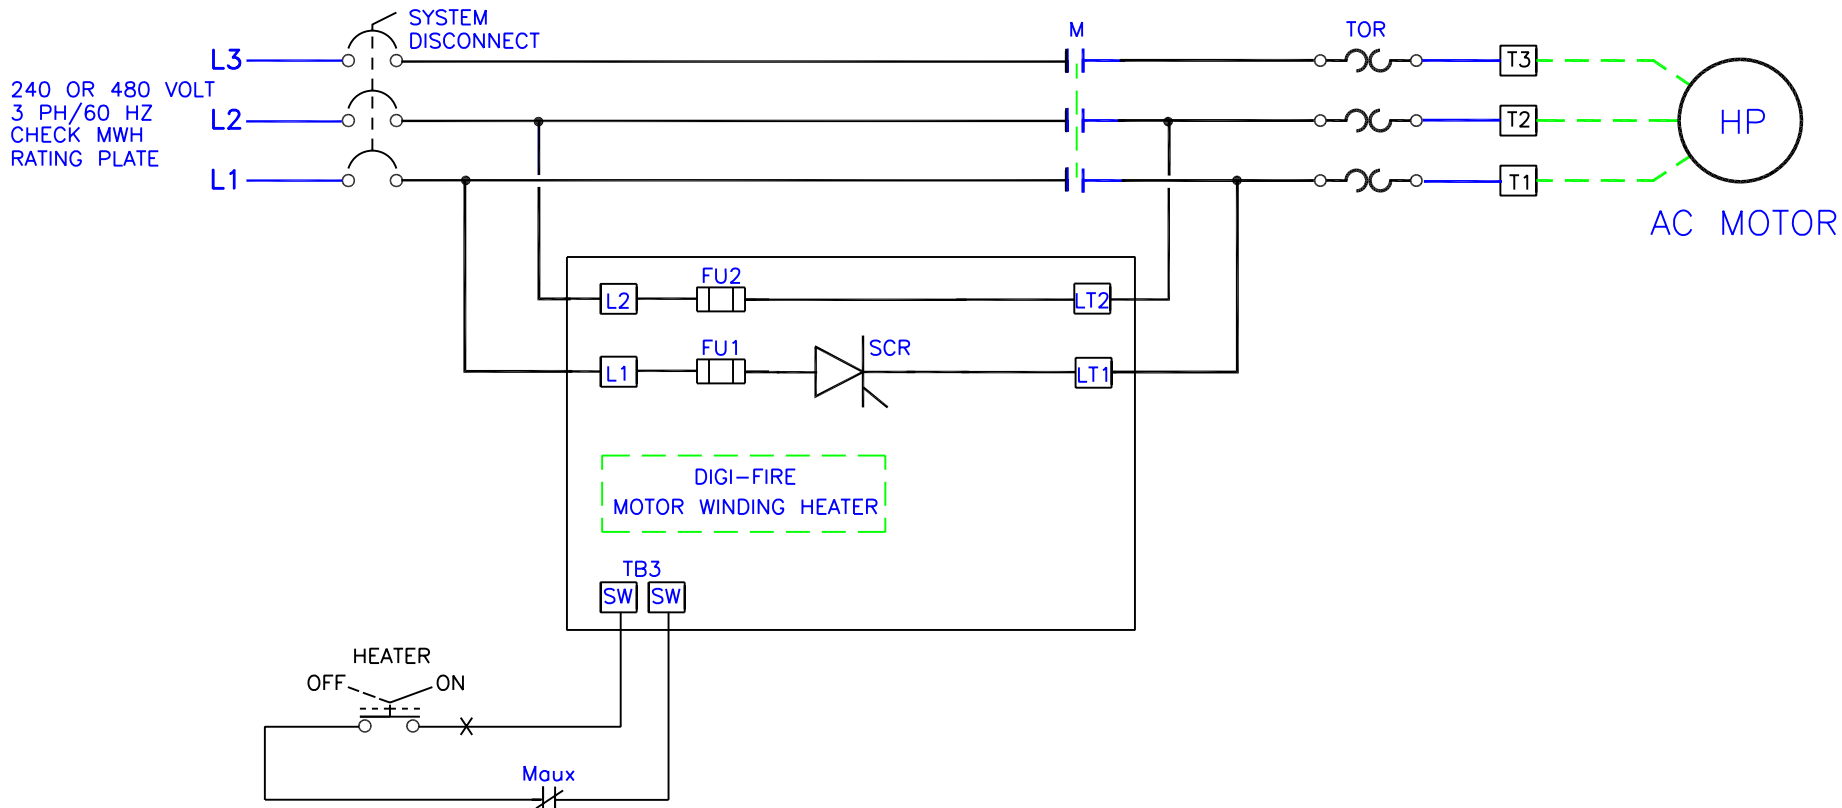 SYSTEM
DISCONNECT
M
TOR
L3
T3
240 OR 480 VOLT
3 PH/60 HZ
CHECK MWH
RATING PLATE
L2
T2
HP
L1
T1
AC MOTOR
FU2
L2
LT2
FU1
SCR
L1
LT1
DIGI-FIRE
MOTOR WINDING HEATER
TB3
SW SW
HEATER
OFF ON
Maux